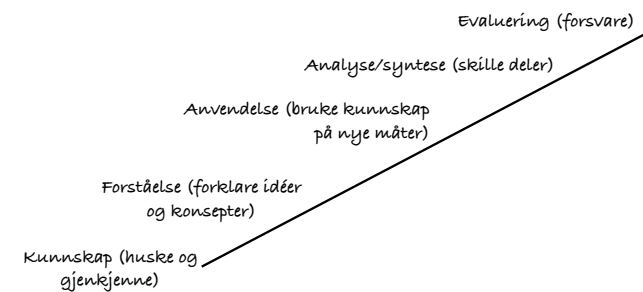 Evaluering (forsvare)
Analyse/syntese (skille deler)
Anvendelse (bruke kunnskap
på nye måter)
Forståelse (forklare idéer
og konsepter)
Kunnskap (huske og
gjenkjenne)